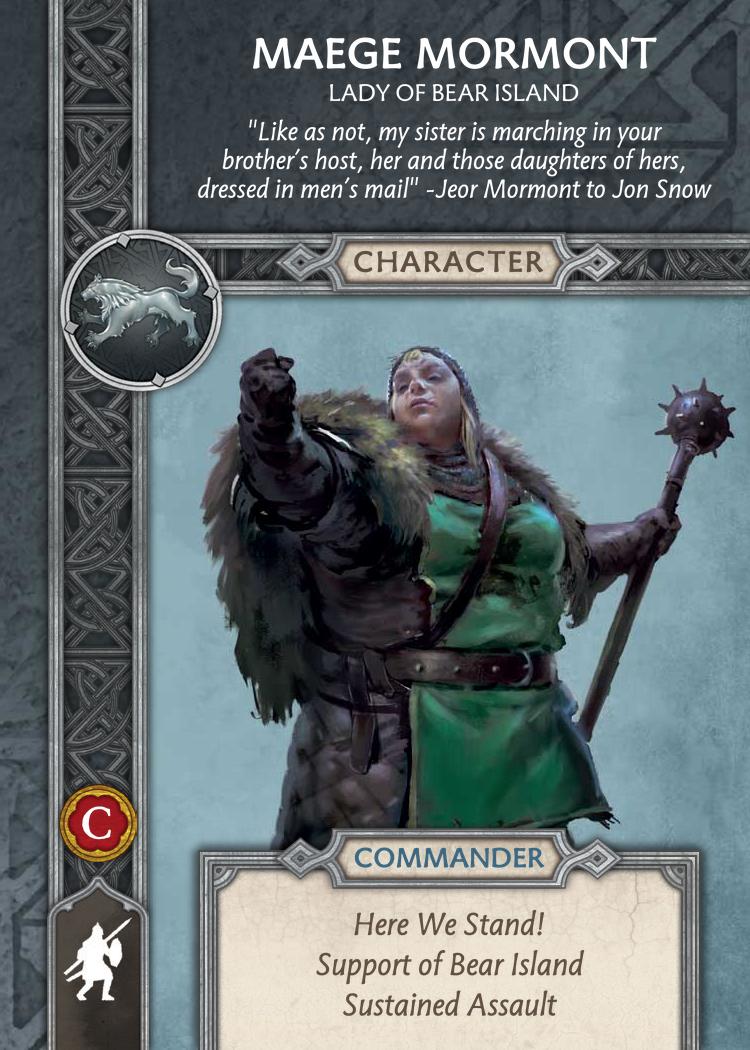 MAEGE MORMONT
LADY OF BEAR ISLAND
"Like as not, my sister is marching in your
brother's host, her and those daughters of hers,
dressed in men's mail" -Jeor Mormont to Jon Snow
CHARACTER
C
COMMANDER
Here We Stand!
Support of Bear Island
Sustained Assault